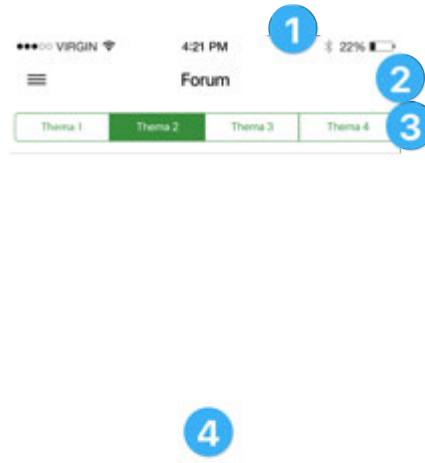 1
●●●○○ VIRGIN 4:21 PM 22%
Forum 2
Thema 1 Thema 2 Thema 3 Thema 4 3
4